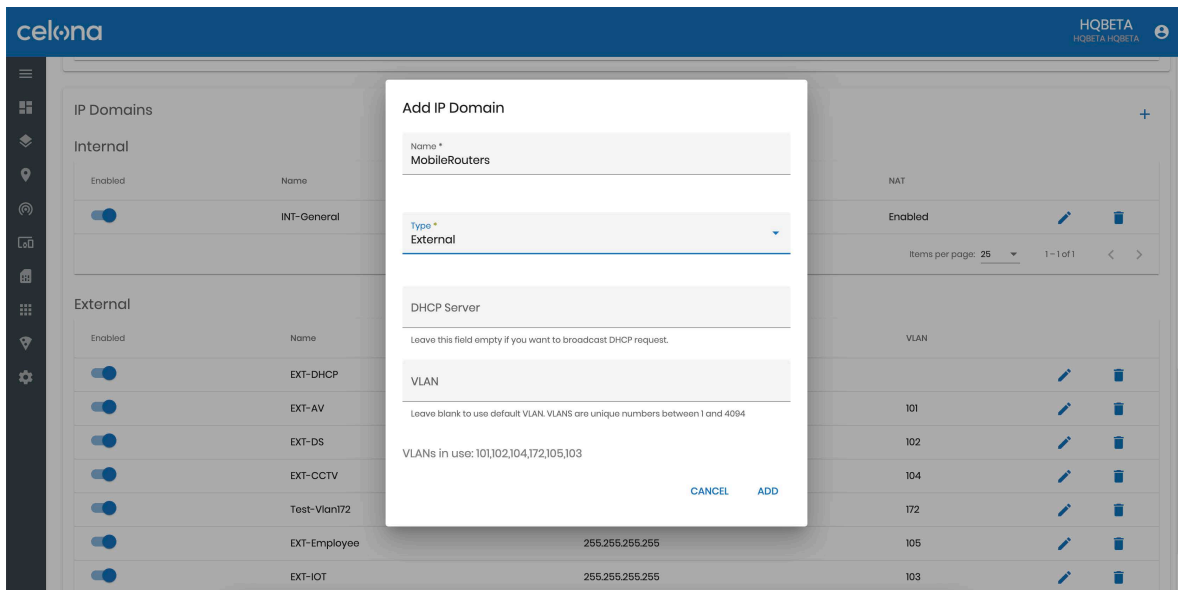 celona
HQBETA
HQBETA HQBETA
IP Domains
Internal
Enabled Name NAT
INT-General Enabled
Items per page: 25 1 – 1 of 1
External
Enabled Name VLAN
EXT-DHCP
EXT-AV 101
EXT-DS 102
EXT-CCTV 104
Test-Vlan172 172
EXT-Employee 255.255.255.255 105
EXT-IOT 255.255.255.255 103
Add IP Domain
Name *
MobileRouters
Type *
External
DHCP Server
Leave this field empty if you want to broadcast DHCP request.
VLAN
Leave blank to use default VLAN. VLANS are unique numbers between 1 and 4094
VLANs in use: 101,102,104,172,105,103
CANCEL ADD